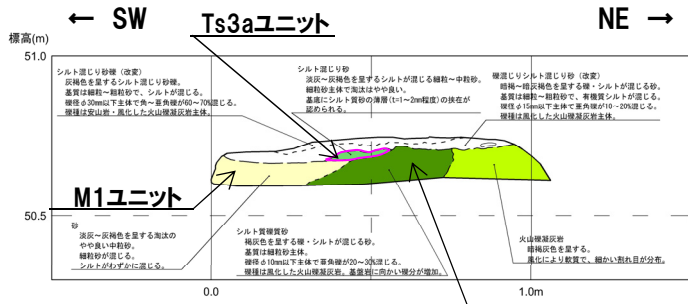 ← SW
Ts3aユニット
NE →
標高(m)
51.0
シルト混じり砂礫（改変）
灰褐色を呈するシルト混じり砂礫。
基質は細粒～粗粒砂で、シルトが混じる。
礫径φ30mm以下主体で角～亜角礫が60～70%混じる。
礫種は安山岩・風化した火山礫凝灰岩主体。
シルト混じり砂
淡灰～灰褐色を呈するシルトが混じる細粒～中粒砂。
細粒砂主体で淘汰はやや良い。
基底にシルト質砂の薄層(t=1～2mm程度)の挟在が
認められる。
礫混じりシルト混じり砂（改変）
暗褐～暗灰褐色を呈する礫・シルトが混じる砂。
基質は細粒～粗粒砂で、有機質シルトが混じる。
礫径φ15mm以下主体で亜角礫が10～20%混じる。
礫種は風化した火山礫凝灰岩主体。
M1ユニット
50.5
砂
淡灰～灰褐色を呈する淘汰の
やや良い中粒砂。
細粒砂が混じる。
シルトがわずかに混じる。
シルト質礫質砂
褐灰色を呈する礫・シルトが混じる砂。
基質は細粒砂主体。
礫径φ10mm以下主体で亜角礫が20～30%混じる。
礫種は風化した火山礫凝灰岩。基盤岩に向かい礫分が増加。
火山礫凝灰岩
暗褐灰色を呈する。
風化により軟質で、細かい割れ目が分布。
0.0
1.0m